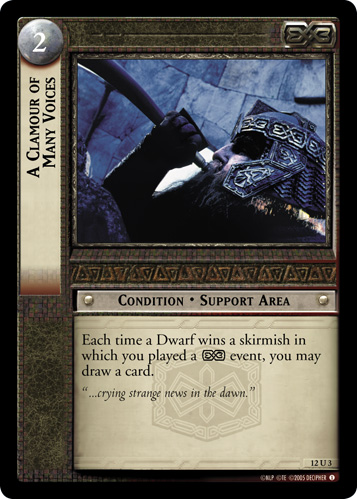 2
A Clamour of
Many Voices
Condition • Support Area
Each time a Dwarf wins a skirmish in
which you played a event, you may
draw a card.
“ ...crying strange news in the dawn.”
12 U 3
©NLP ©TE ©2005 DECIPHER